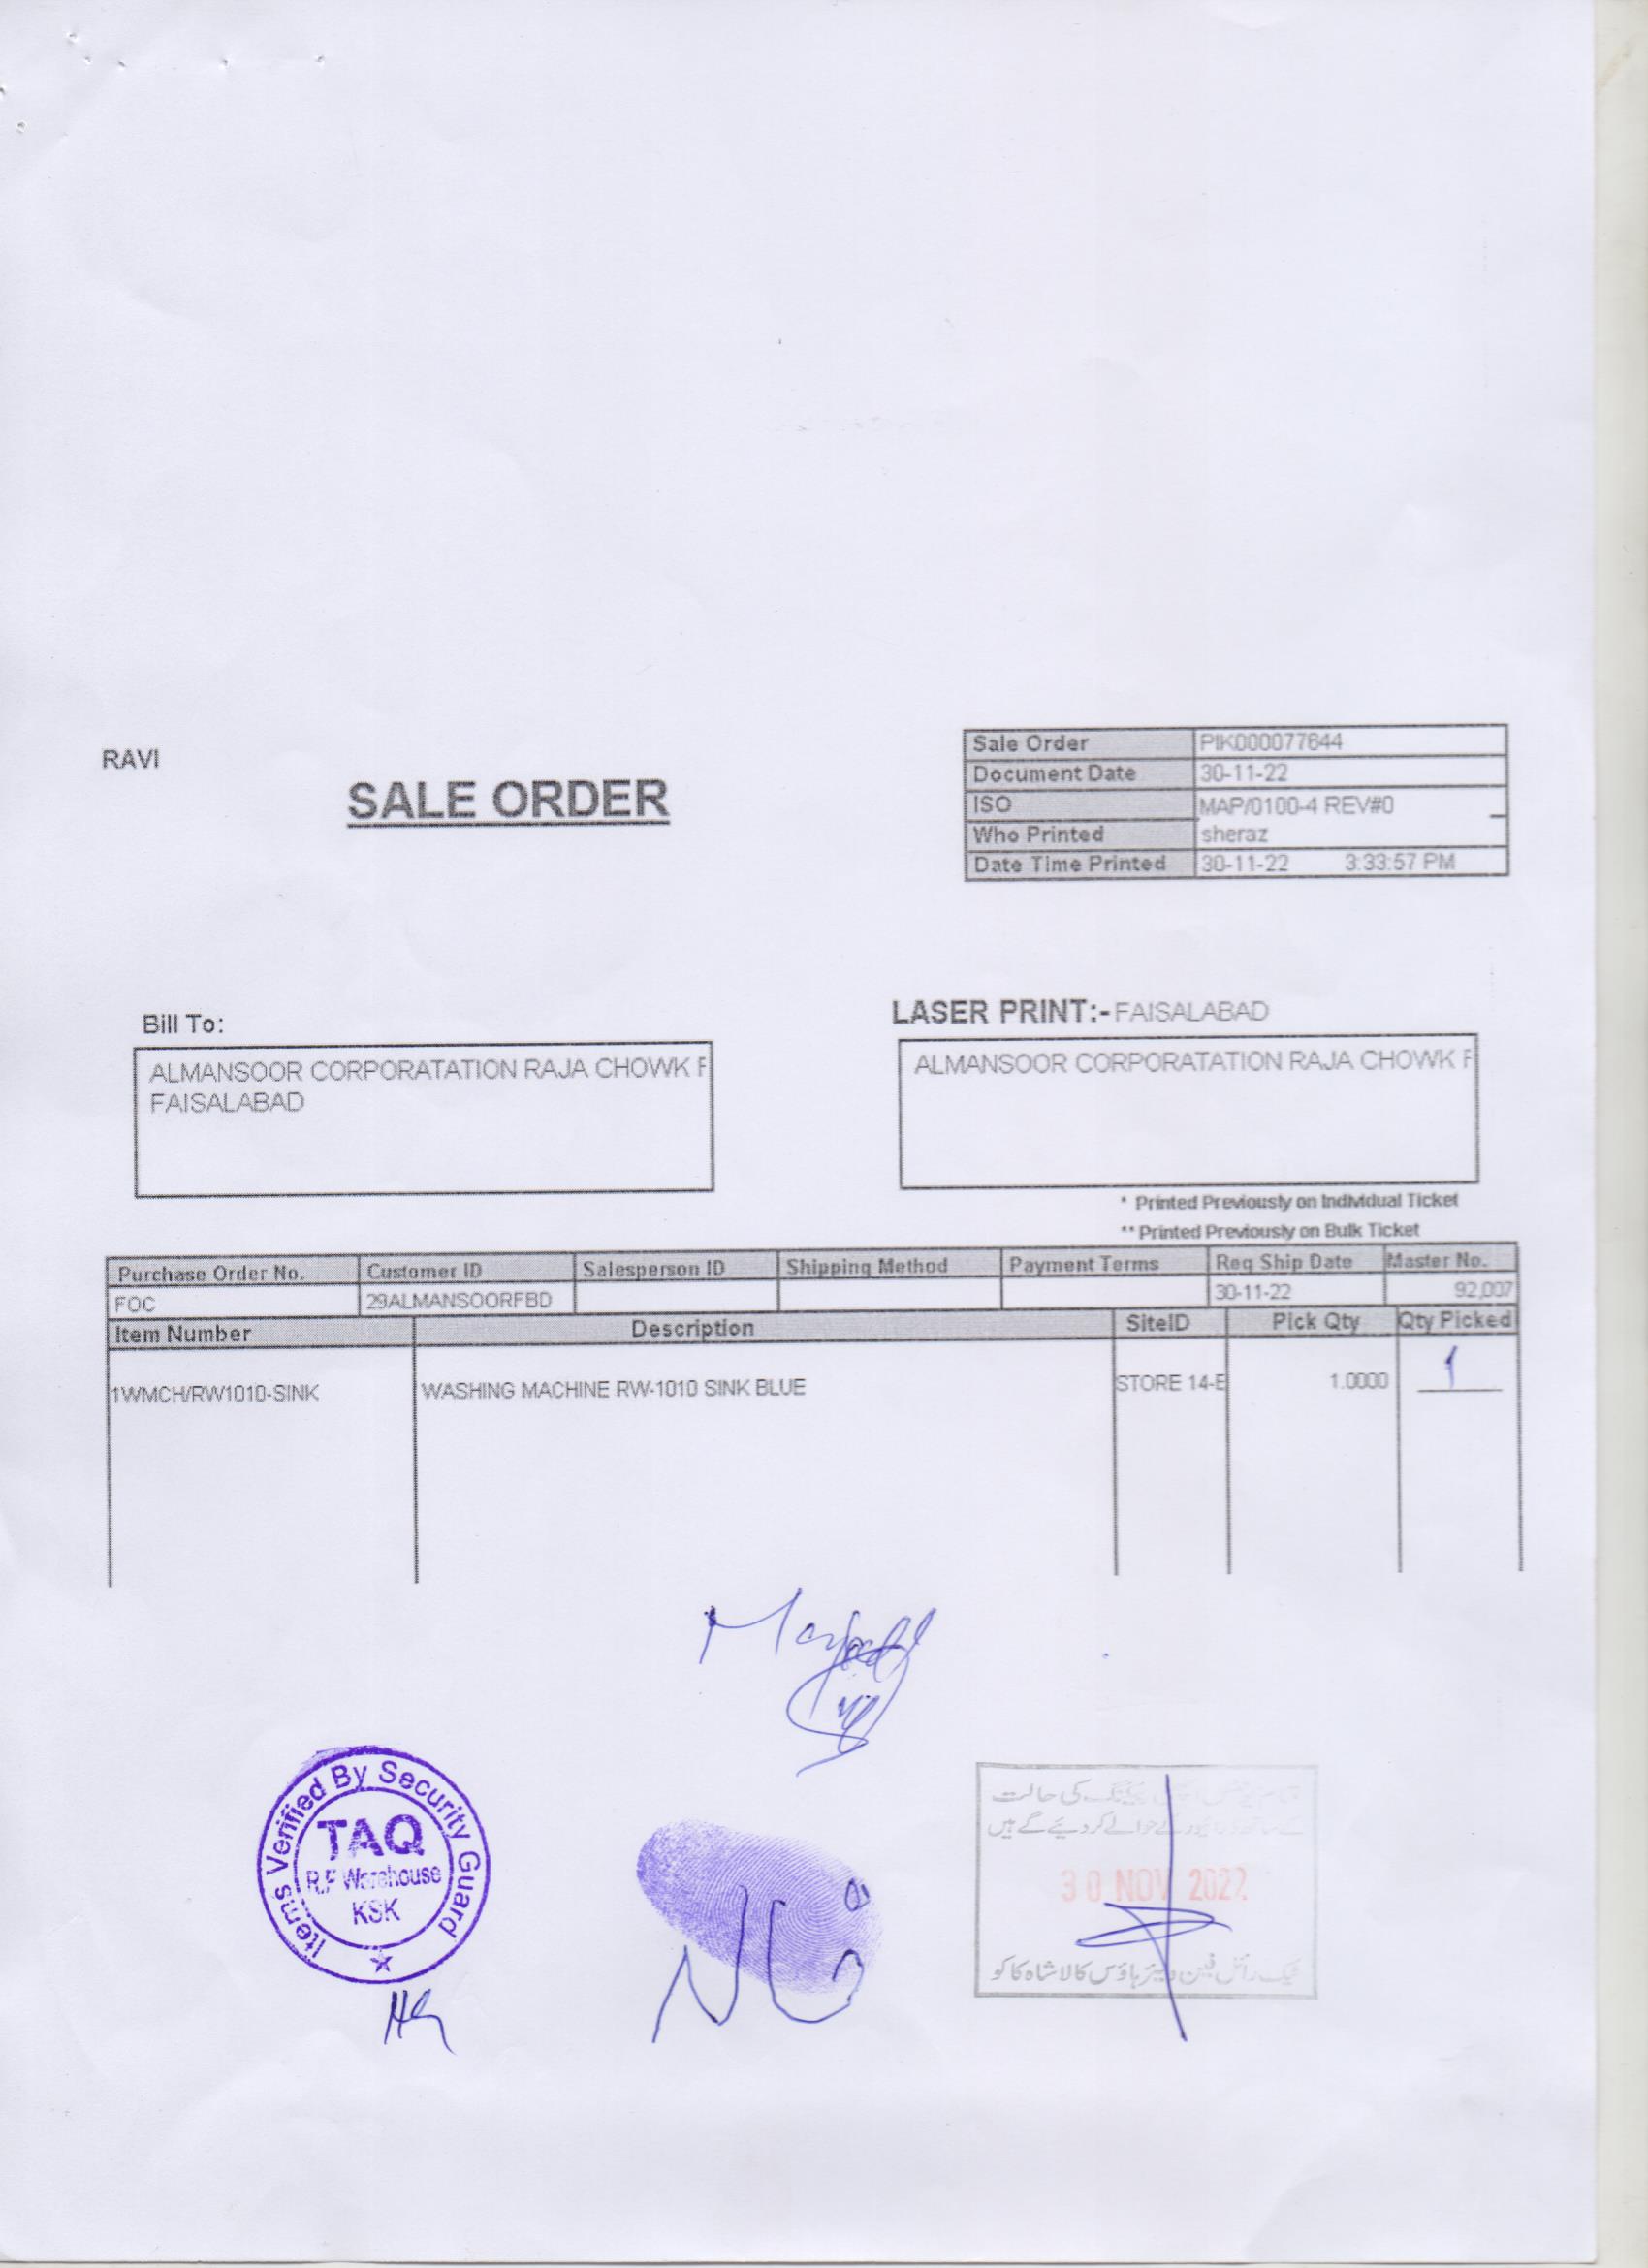 RAVI
SALE ORDER
Sale Order PIK000077644
Document Date 30-11-22
ISO MAP/0100-4 REV#0
Who Printed sheraz
Date Time Printed 30-11-22 3:33:57 PM
Bill To:
ALMANSOOR CORPORATATION RAJA CHOWK F
FAISALABAD
LASER PRINT:- FAISALABAD
ALMANSOOR CORPORATATION RAJA CHOWK F
* Printed Previously on Individual Ticket
** Printed Previously on Bulk Ticket
Purchase Order No. Customer ID Salesperson ID Shipping Method Payment Terms Req Ship Date Master No.
FOC 29ALMANSOORFBD 30-11-22 92,007
Item Number Description SiteID Pick Qty Qty Picked
1WMCH/RW1010-SINK WASHING MACHINE RW-1010 SINK BLUE STORE 14-E 1.0000 1
Items Verified By Security Guard
TAQ
R.F Warehouse
KSK
کی حالت
کے حوالے کر دیئے گے ہیں
30 NOV 2022
رائل فین ویئر ہاؤس کالا شاہ کاکو